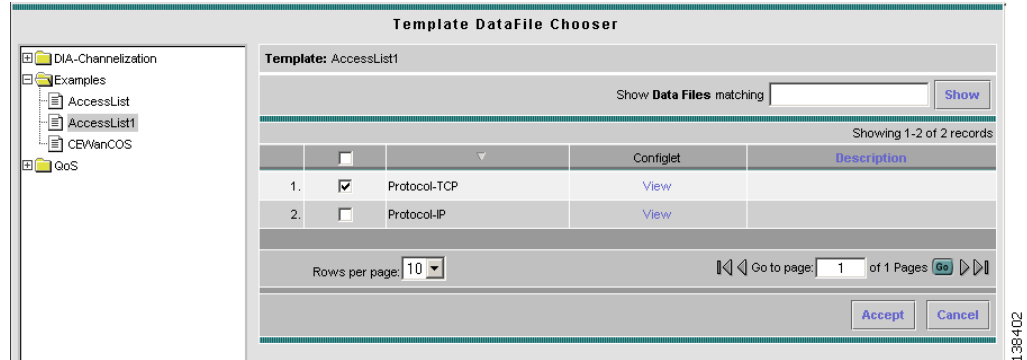 Template DataFile Chooser
DIA-Channelization
Examples
AccessList
AccessList1
CEWanCOS
QoS
Template: AccessList1
Show Data Files matching Show
Showing 1-2 of 2 records
Configlet Description
1. Protocol-TCP View
2. Protocol-IP View
Rows per page: 10 Go to page: 1 of 1 Pages Go
Accept Cancel
138402